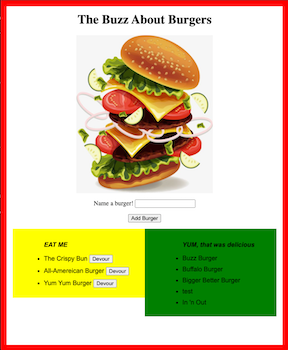 The Buzz About Burgers
Name a burger!
Add Burger
EAT ME
The Crispy Bun Devour
All-Amereican Burger Devour
Yum Yum Burger Devour
YUM, that was delicious
Buzz Burger
Buffalo Burger
Bigger Better Burger
test
In 'n Out